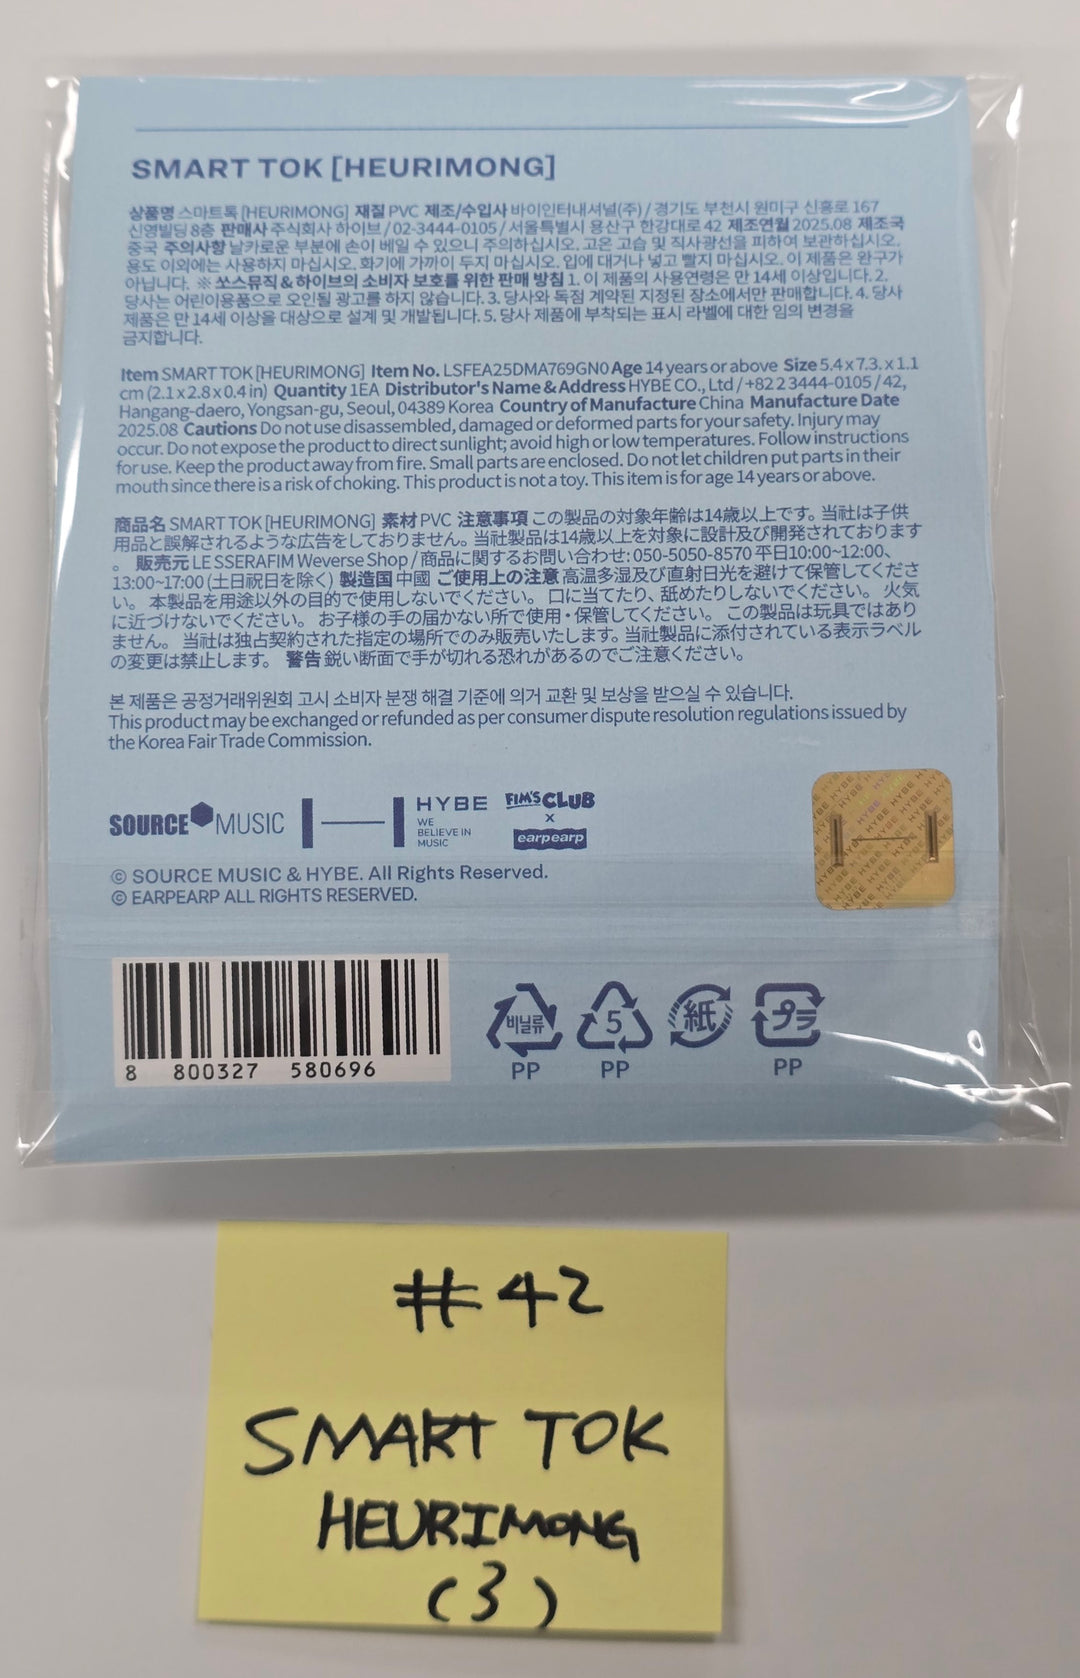 SMART TOK [HEURIMONG]
상품명 스마트톡 [HEURIMONG] 재질 PVC 제조/수입사 바이인터내셔널(주) / 경기도 부천시 원미구 신흥로 167
신영빌딩 8층 판매사 주식회사 하이브 / 02-3444-0105 / 서울특별시 용산구 한강대로 42 제조연월 2025.08 제조국
중국 주의사항 날카로운 부분에 손이 베일 수 있으니 주의하십시오. 고온 고습 및 직사광선을 피하여 보관하십시오.
용도 이외에는 사용하지 마십시오. 화기에 가까이 두지 마십시오. 입에 대거나 넣고 빨지 마십시오. 이 제품은 완구가
아닙니다. ※ 쏘스뮤직 & 하이브의 소비자 보호를 위한 판매 방침 1. 이 제품의 사용연령은 만 14세 이상입니다. 2.
당사는 어린이용품으로 오인될 광고를 하지 않습니다. 3. 당사와 독점 계약된 지정된 장소에서만 판매합니다. 4. 당사
제품은 만 14세 이상을 대상으로 설계 및 개발됩니다. 5. 당사 제품에 부착되는 표시 라벨에 대한 임의 변경을
금지합니다.
Item SMART TOK [HEURIMONG] Item No. LSFEA25DMA769GN0 Age 14 years or above Size 5.4 x 7.3. x 1.1
cm (2.1 x 2.8 x 0.4 in) Quantity 1EA Distributor's Name & Address HYBE CO., Ltd / +82 2 3444-0105 / 42,
Hangang-daero, Yongsan-gu, Seoul, 04389 Korea Country of Manufacture China Manufacture Date
2025.08 Cautions Do not use disassembled, damaged or deformed parts for your safety. Injury may
occur. Do not expose the product to direct sunlight; avoid high or low temperatures. Follow instructions
for use. Keep the product away from fire. Small parts are enclosed. Do not let children put parts in their
mouth since there is a risk of choking. This product is not a toy. This item is for age 14 years or above.
商品名 SMART TOK [HEURIMONG] 素材 PVC 注意事項 この製品の対象年齢は14歳以上です。当社は子供
用品と誤解されるような広告をしておりません。当社製品は14歳以上を対象に設計及び開発されております
。 販売元 LE SSERAFIM Weverse Shop / 商品に関するお問い合わせ: 050-5050-8570 平日10:00~12:00、
13:00~17:00 (土日祝日を除く) 製造国 中國 ご使用上の注意 高温多湿及び直射日光を避けて保管してくださ
い。 本製品を用途以外の目的で使用しないでください。 口に当てたり、舐めたりしないでください。 火気
に近づけないでください。 お子様の手の届かない所で使用・保管してください。 この製品は玩具ではあり
ません。 当社は独占契約された指定の場所でのみ販売いたします。当社製品に添付されている表示ラベル
の変更は禁止します。 警告 鋭い断面で手が切れる恐れがあるのでご注意ください。
본 제품은 공정거래위원회 고시 소비자 분쟁 해결 기준에 의거 교환 및 보상을 받으실 수 있습니다.
This product may be exchanged or refunded as per consumer dispute resolution regulations issued by
the Korea Fair Trade Commission.
SOURCE MUSIC
HYBE
WE
BELIEVE IN
MUSIC
FIM'S CLUB
x
earpearp
© SOURCE MUSIC & HYBE. All Rights Reserved.
© EARPEARP ALL RIGHTS RESERVED.
8 800327 580696
비닐류
PP
5
PP
紙
プラ
PP
#42
SMART TOK
HEURIMONG
(3)